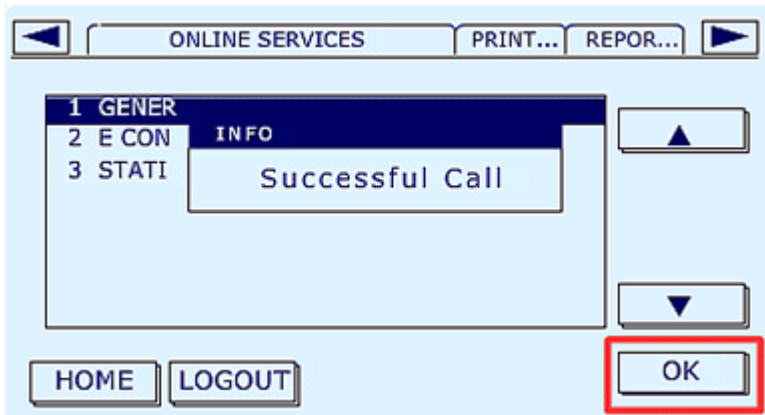 ONLINE SERVICES PRINT... REPOR...
1 GENER
2 E CON
3 STATI
INFO
Successful Call
HOME LOGOUT OK